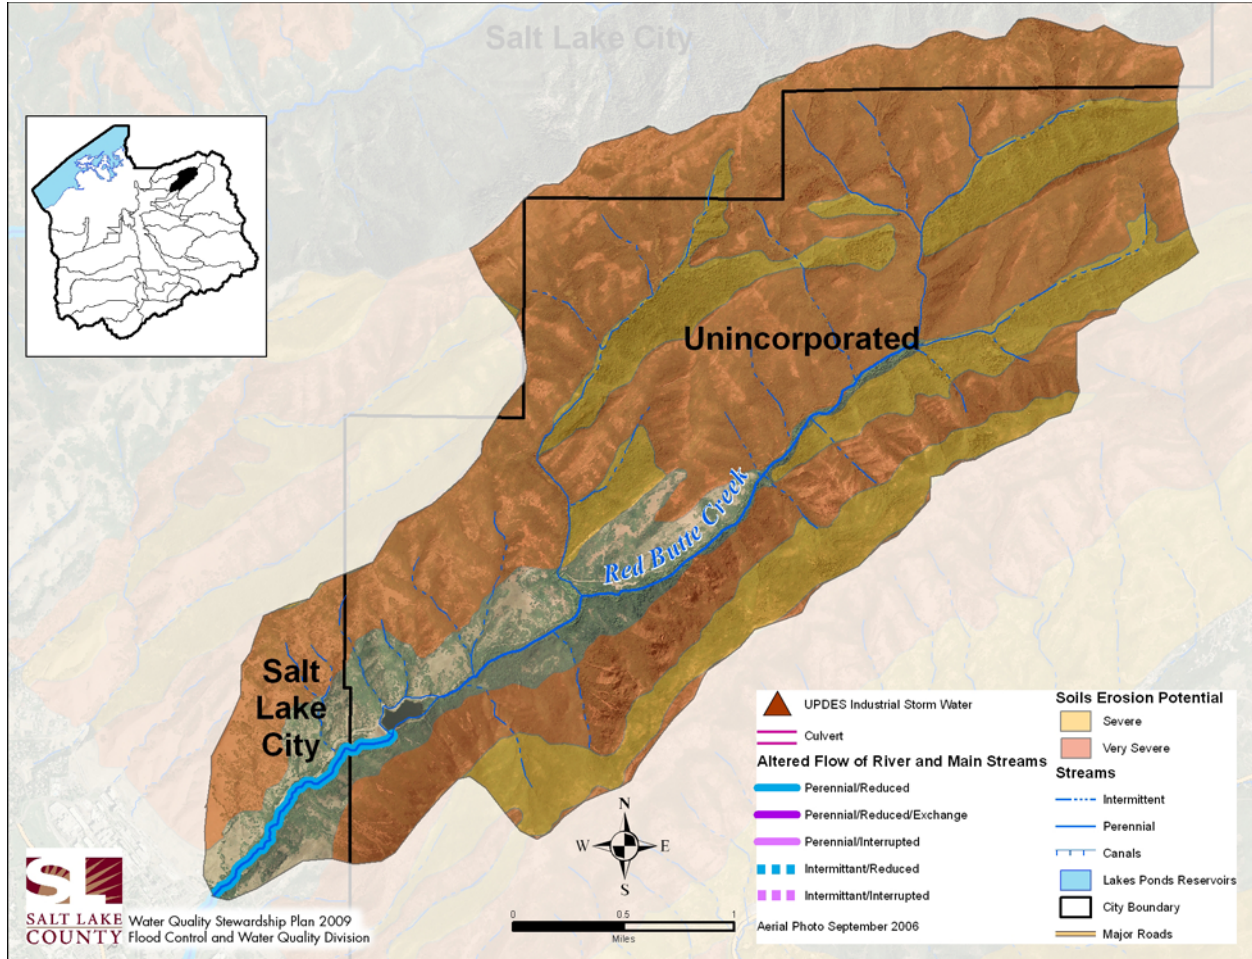 Salt Lake City
Unincorporated
Red Butte Creek
Salt
Lake
City
N
W
E
S
0
0.5
1
Miles
SL
SALT LAKE
COUNTY
Water Quality Stewardship Plan 2009
Flood Control and Water Quality Division
UPDES Industrial Storm Water
Culvert
Altered Flow of River and Main Streams
Perennial/Reduced
Perennial/Reduced/Exchange
Perennial/Interrupted
Intermittant/Reduced
Intermittant/Interrupted
Aerial Photo September 2006
Soils Erosion Potential
Severe
Very Severe
Streams
Intermittent
Perennial
Canals
Lakes Ponds Reservoirs
City Boundary
Major Roads